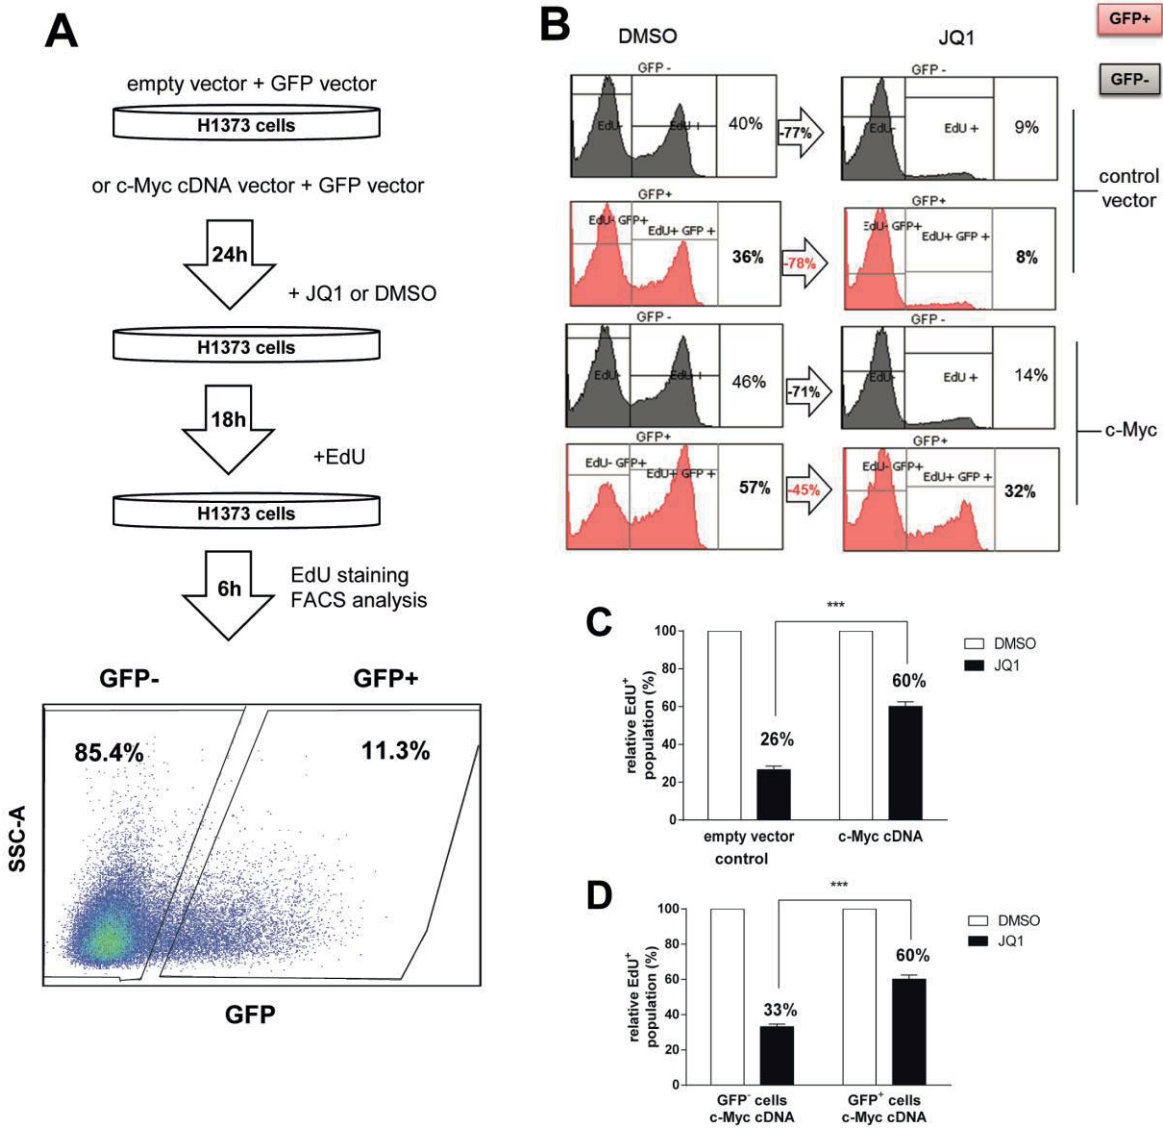 A
empty vector + GFP vector
H1373 cells
or c-Myc cDNA vector + GFP vector
24h
+ JQ1 or DMSO
H1373 cells
18h
+EdU
H1373 cells
6h
EdU staining
FACS analysis
GFP-
GFP+
85.4%
11.3%
SSC-A
GFP
B
DMSO
JQ1
GFP+
GFP-
GFP -
EdU-
EdU +
40%
-77%
GFP -
EdU-
EdU +
9%
GFP+
EdU- GFP+
EdU+ GFP +
36%
-78%
GFP+
EdU- GFP+
EdU+ GFP +
8%
control
vector
GFP -
EdU-
EdU +
46%
-71%
GFP -
EdU-
EdU +
14%
GFP+
EdU- GFP+
EdU+ GFP +
57%
-45%
GFP+
EdU- GFP+
EdU+ GFP +
32%
c-Myc
C
***
100
80
60
40
20
0
relative EdU⁺
population (%)
26%
60%
DMSO
JQ1
empty vector
control
c-Myc cDNA
D
***
100
80
60
40
20
0
relative EdU⁺
population (%)
33%
60%
DMSO
JQ1
GFP⁻ cells
c-Myc cDNA
GFP⁺ cells
c-Myc cDNA